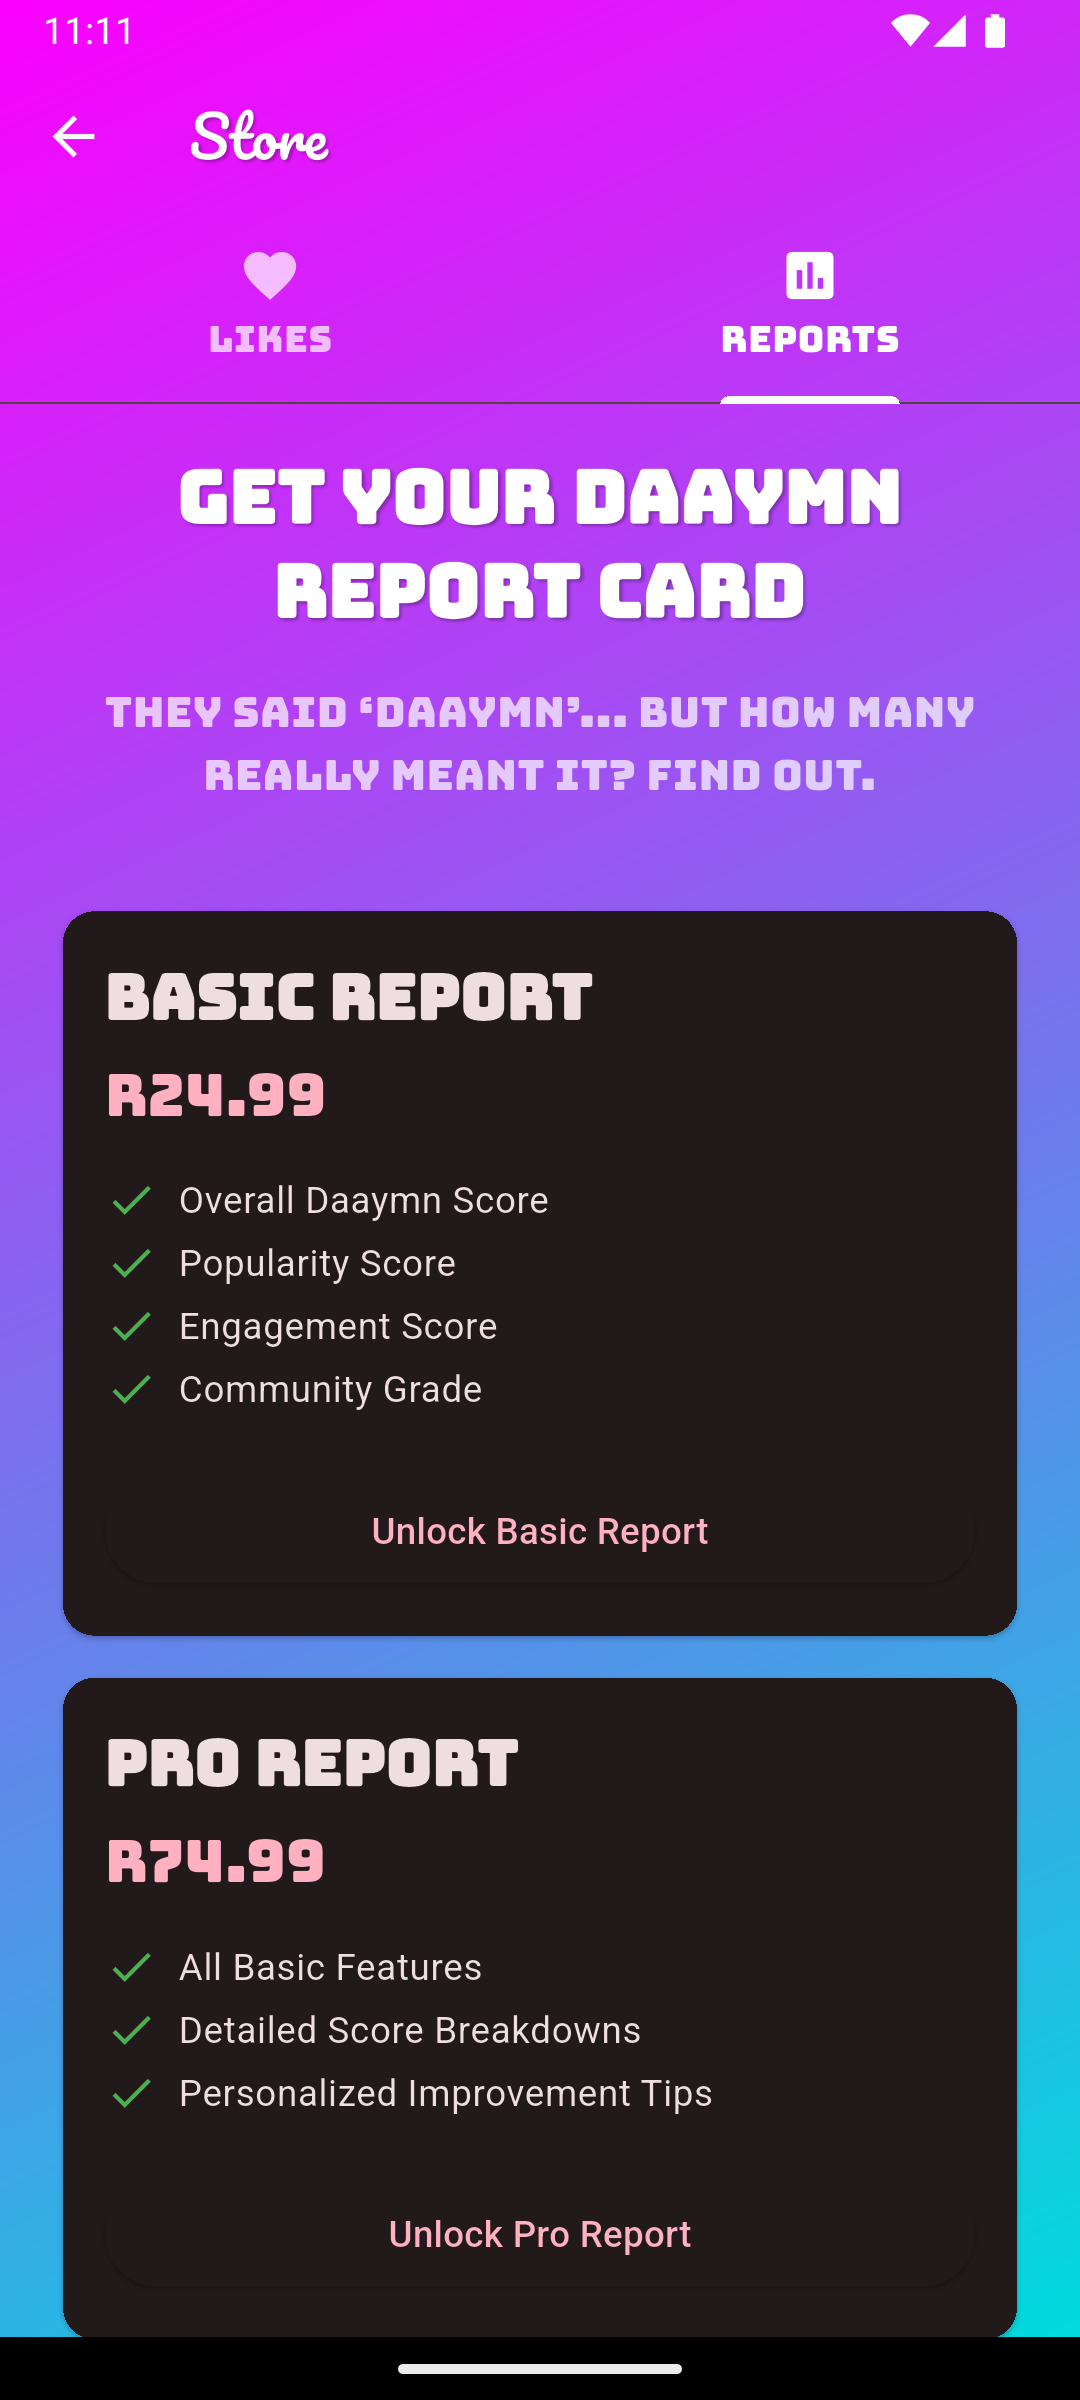 11:11
Store
LIKES
REPORTS
GET YOUR DAAYMN
REPORT CARD
THEY SAID ‘DAAYMN’... BUT HOW MANY
REALLY MEANT IT? FIND OUT.
BASIC REPORT
R24.99
Overall Daaymn Score
Popularity Score
Engagement Score
Community Grade
Unlock Basic Report
PRO REPORT
R74.99
All Basic Features
Detailed Score Breakdowns
Personalized Improvement Tips
Unlock Pro Report